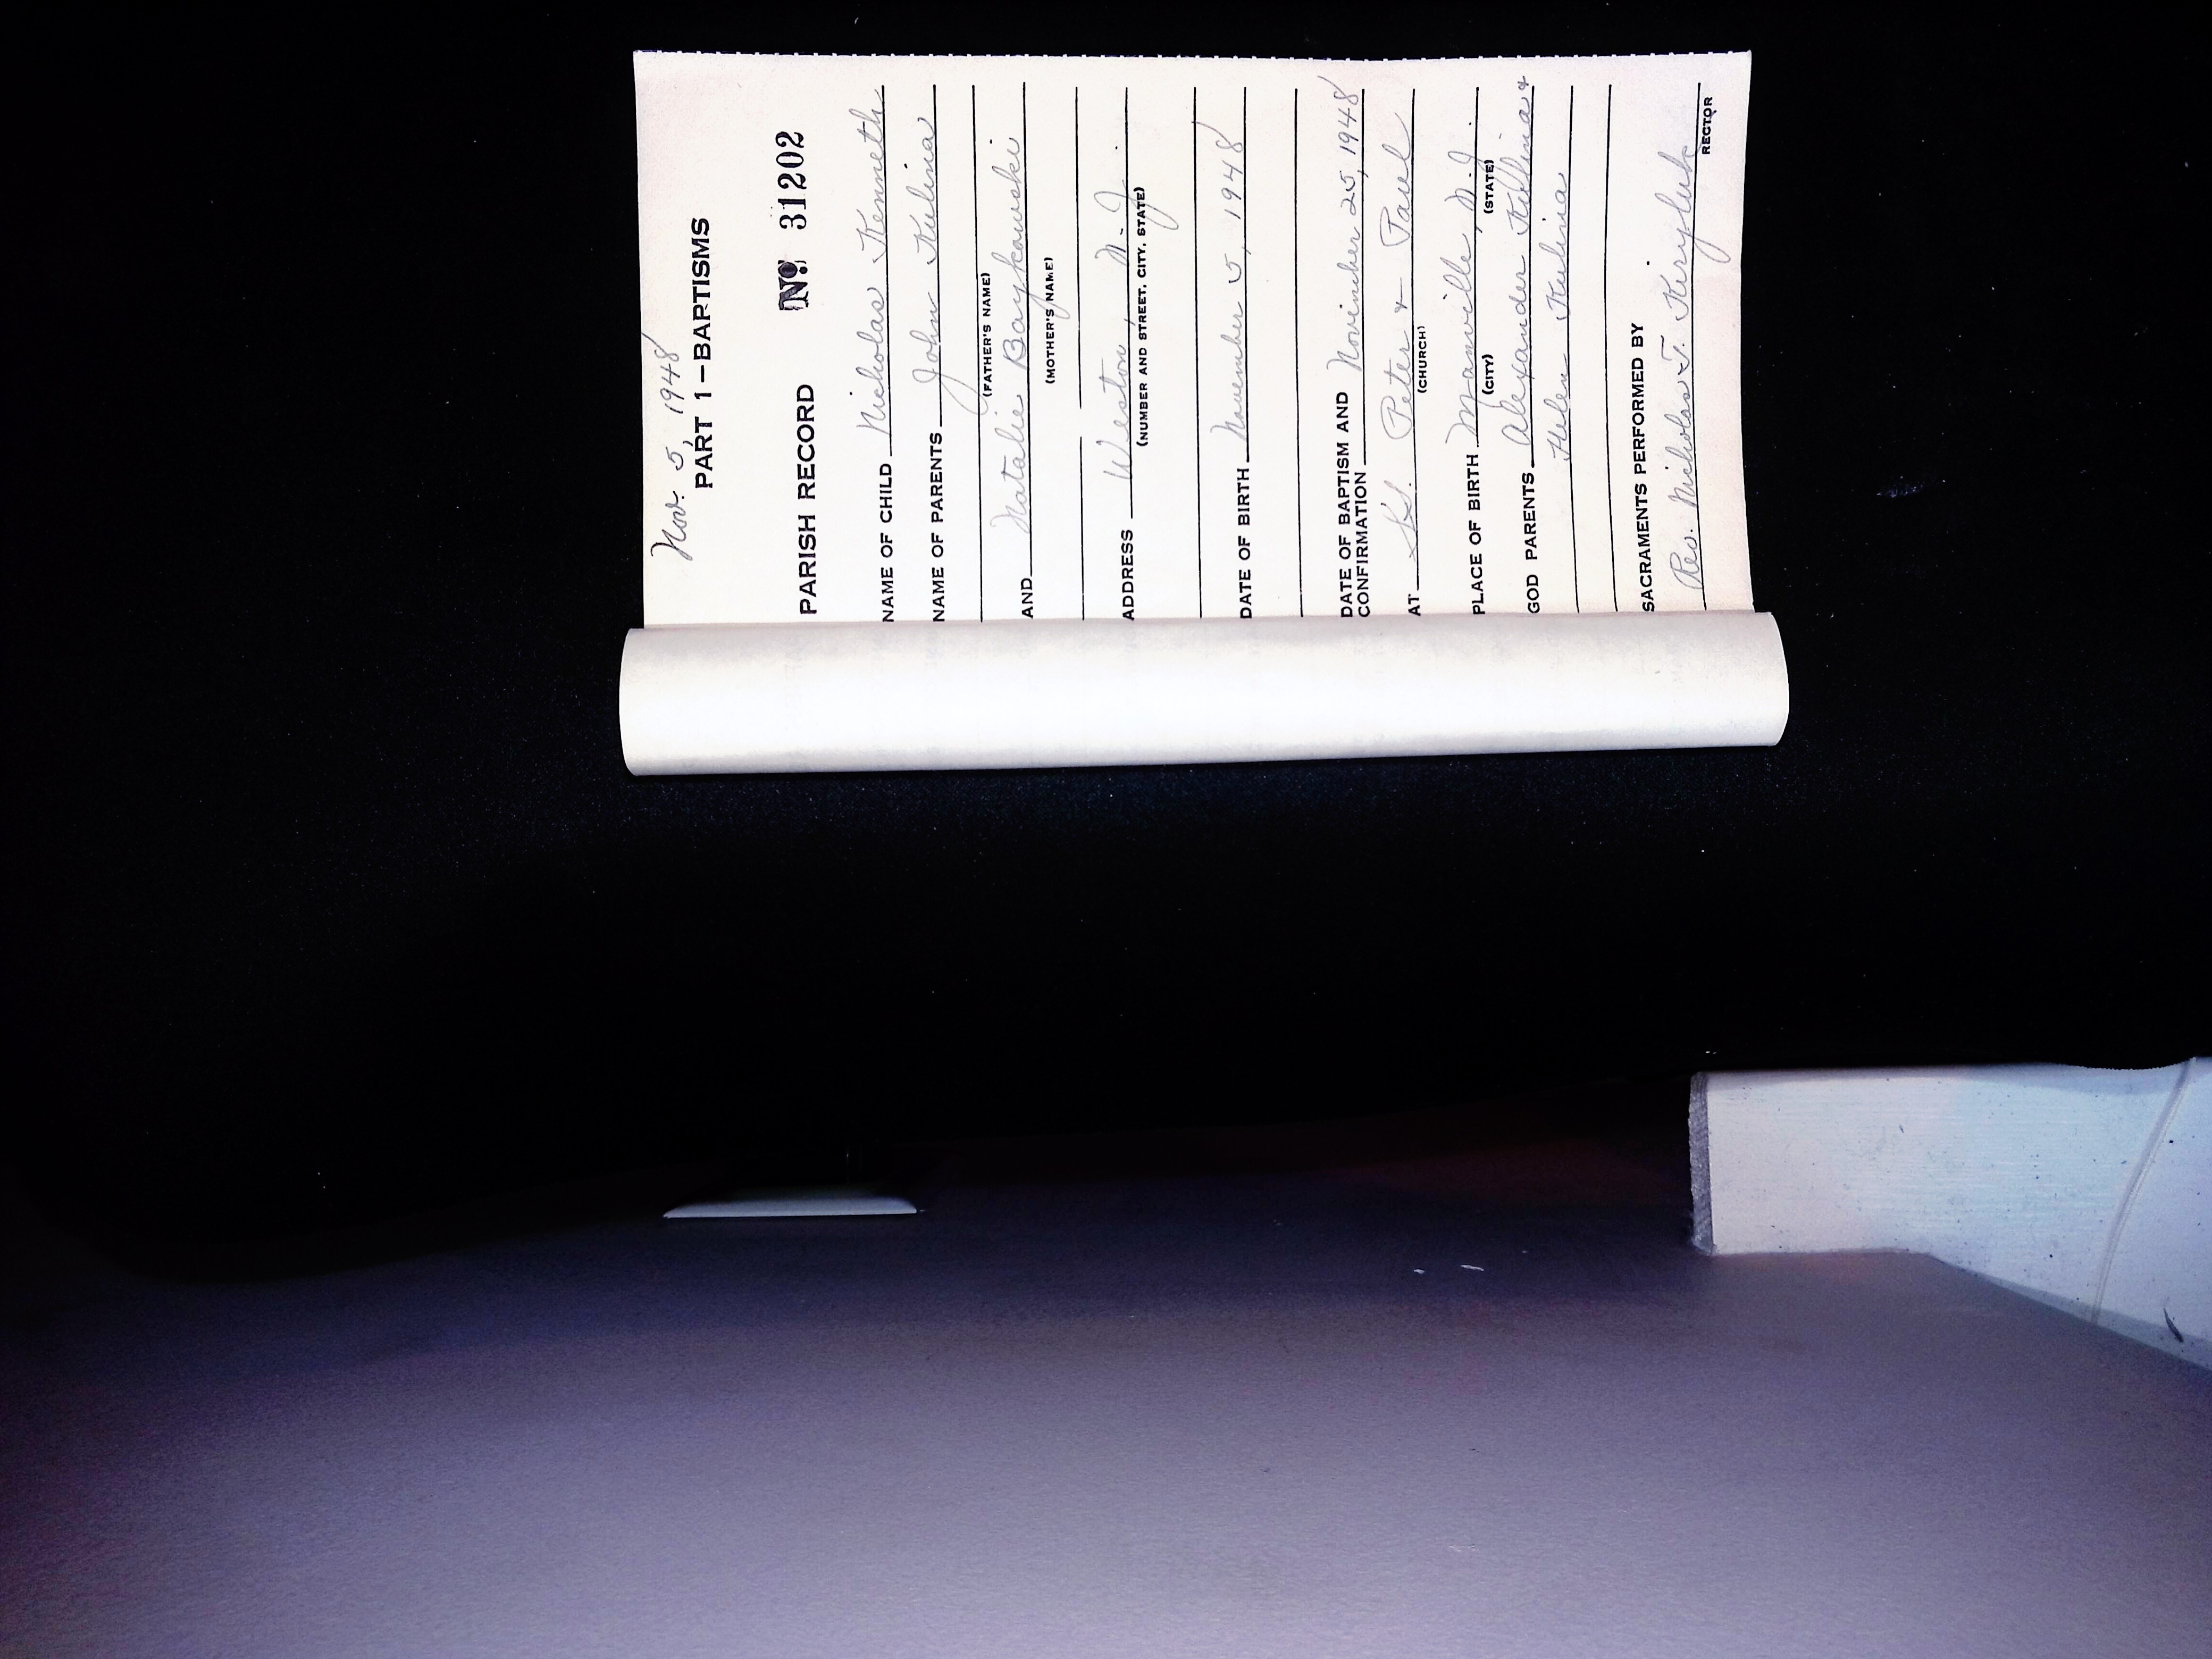 Nov. 5, 1948
PART 1—BAPTISMS
PARISH RECORD Nº 31202
NAME OF CHILD Nicholas Kenneth
NAME OF PARENTS John Kulina
(FATHER'S NAME)
AND Natalie Baykowski
(MOTHER'S NAME)
ADDRESS Weston, N.J.
(NUMBER AND STREET, CITY, STATE)
DATE OF BIRTH November 5, 1948
DATE OF BAPTISM AND
CONFIRMATION November 25, 1948
AT SS. Peter & Paul
(CHURCH)
PLACE OF BIRTH Manville, N.J.
(CITY) (STATE)
GOD PARENTS Alexander Kulina &
Helen Kulina
SACRAMENTS PERFORMED BY
Rev. Nicholas T. Kiryluk
RECTOR